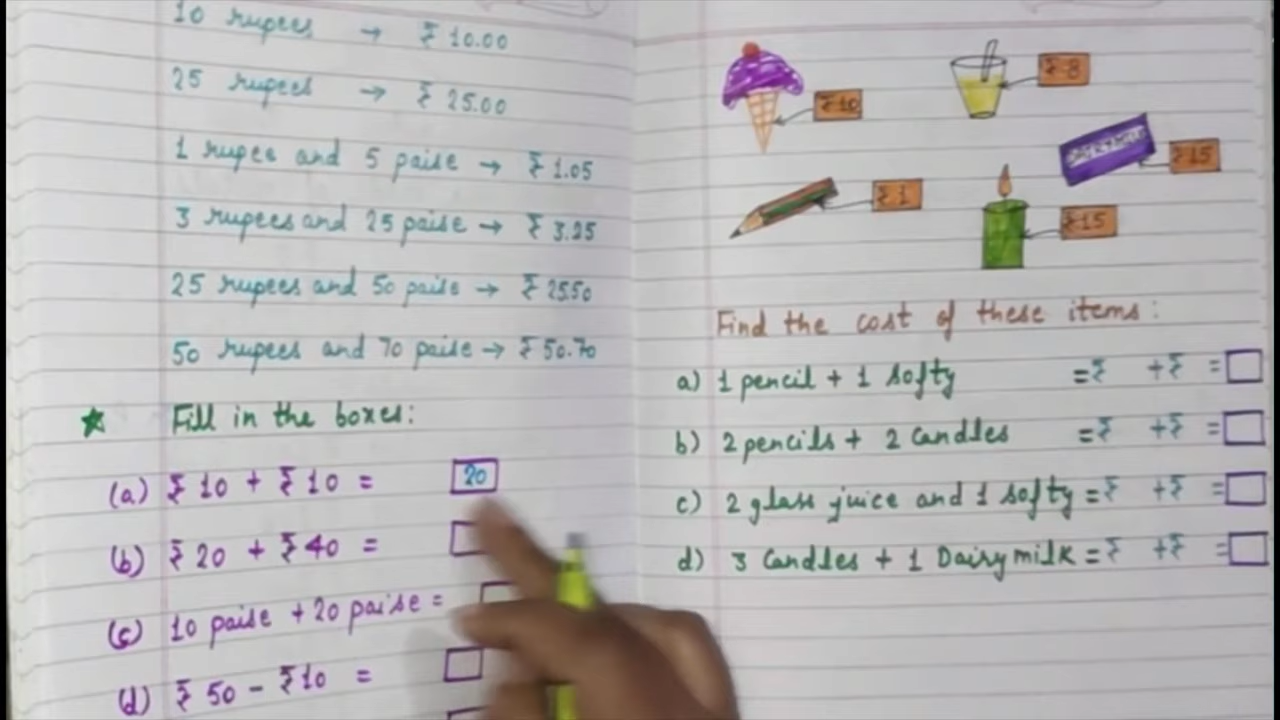 10 rupees → ₹ 10.00
25 rupees → ₹ 25.00
1 rupee and 5 paise → ₹ 1.05
3 rupees and 25 paise → ₹ 3.25
25 rupees and 50 paise → ₹ 25.50
50 rupees and 70 paise → ₹ 50.70
Fill in the boxes:
(a) ₹ 10 + ₹ 10 = 20
(b) ₹ 20 + ₹ 40 =
(c) 10 paise + 20 paise =
(d) ₹ 50 - ₹ 10 =
₹ 10
₹ 8
₹ 15
₹ 1
₹ 15
Find the cost of these items:
a) 1 pencil + 1 softy = ₹ + ₹ =
b) 2 pencils + 2 candles = ₹ + ₹ =
c) 2 glass juice and 1 softy = ₹ + ₹ =
d) 3 Candles + 1 Dairymilk = ₹ + ₹ =